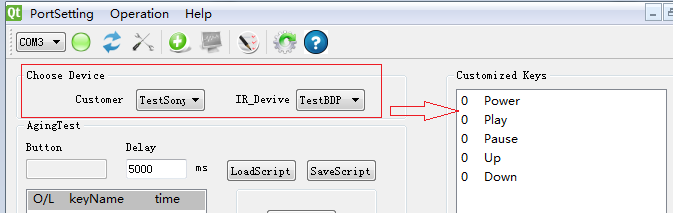 Qt PortSetting Operation Help
COM3
Choose Device
Customer TestSony IR_Devive TestBDP
AgingTest
Button Delay
5000 ms LoadScript SaveScript
O/L keyName time
Customized Keys
0 Power
0 Play
0 Pause
0 Up
0 Down